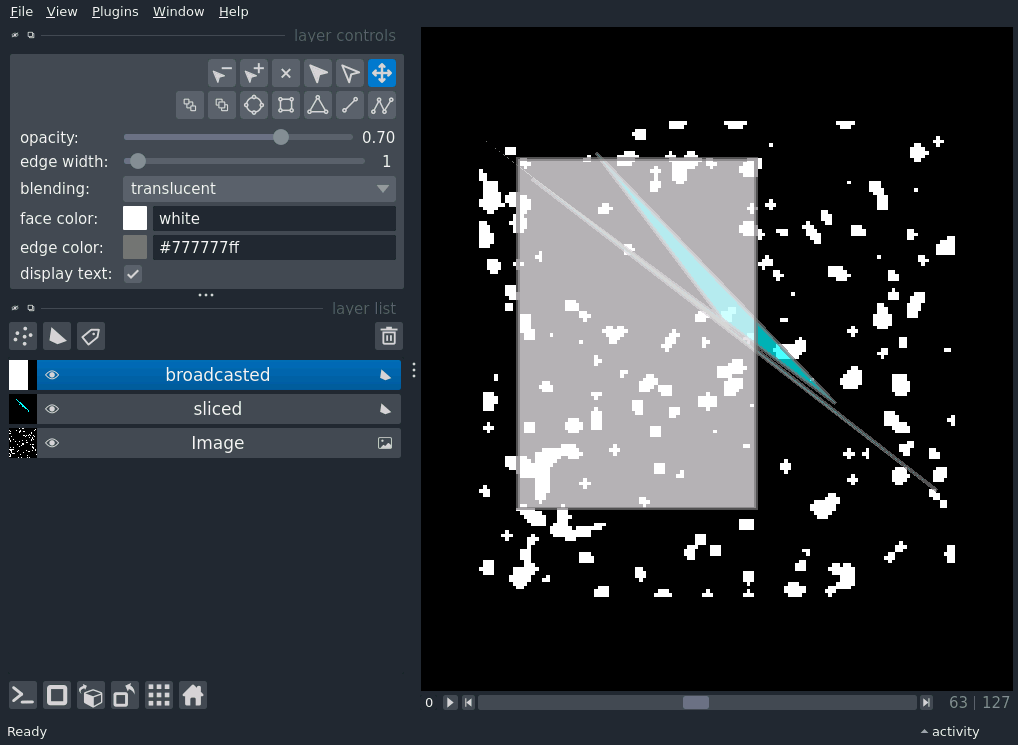 File View Plugins Window Help
layer controls
opacity: 0.70
edge width: 1
blending: translucent
face color: white
edge color: #777777ff
display text:
layer list
broadcasted
sliced
Image
0 63 | 127
Ready activity